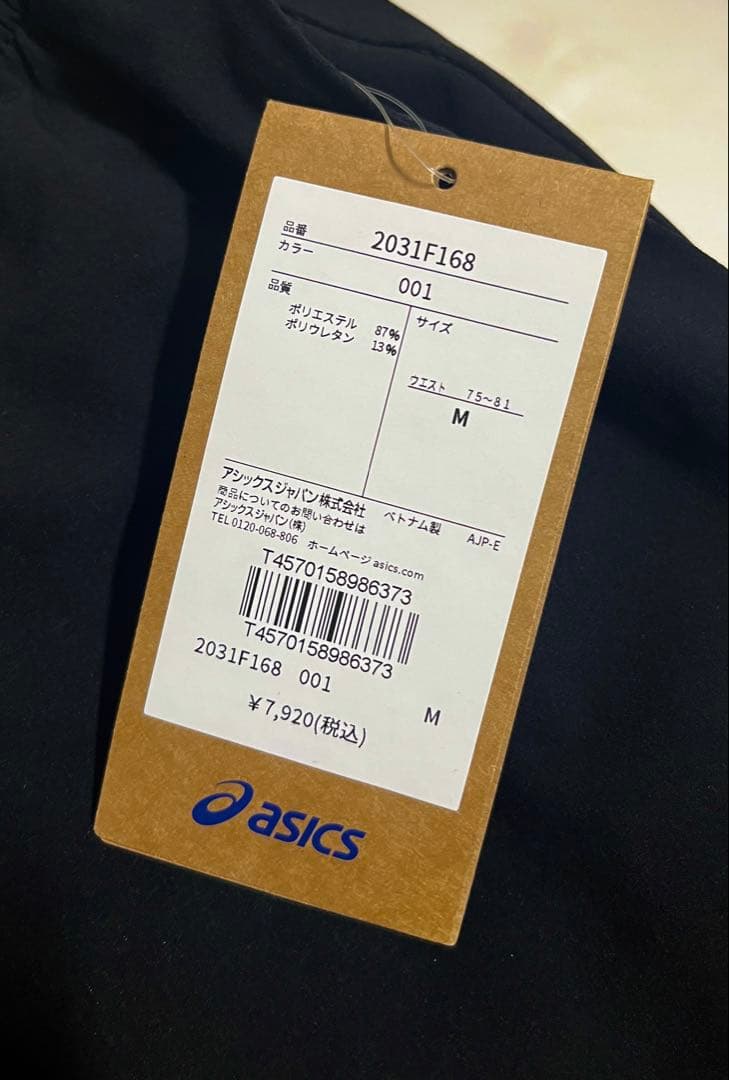 品番 2031F168
カラー 001
品質
ポリエステル 87%
ポリウレタン 13%
サイズ
ウエスト 75～81
M
アシックスジャパン株式会社 ベトナム製 AJP-E
商品についてのお問い合わせは
アシックスジャパン(株)
TEL 0120-068-806 ホームページ asics.com
T4570158986373
T4570158986373
2031F168 001 M
¥7,920(税込)
asics